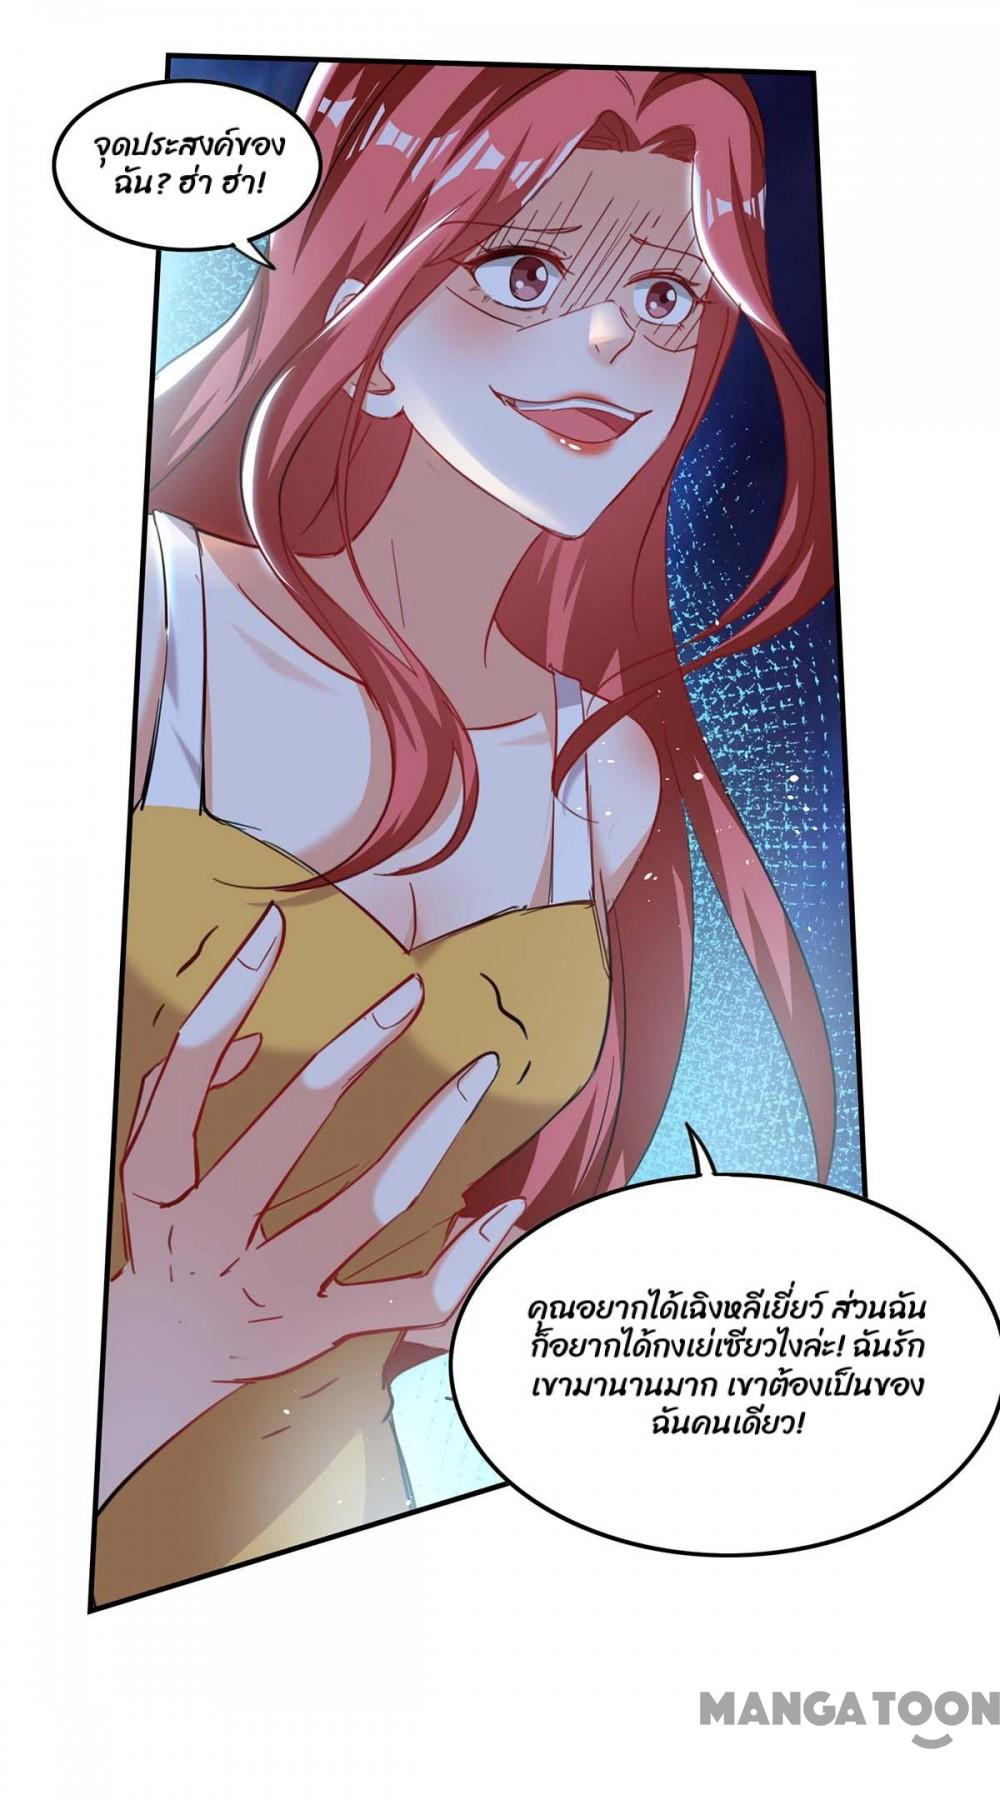 จุดประสงค์ของ
ฉัน? ฮ่า ฮ่า!
คุณอยากได้เฉิงหลีเยี่ยว์ ส่วนฉัน
ก็อยากได้กงเย่เซียวไงล่ะ! ฉันรัก
เขามานานมาก เขาต้องเป็นของ
ฉันคนเดียว!
MANGATOON